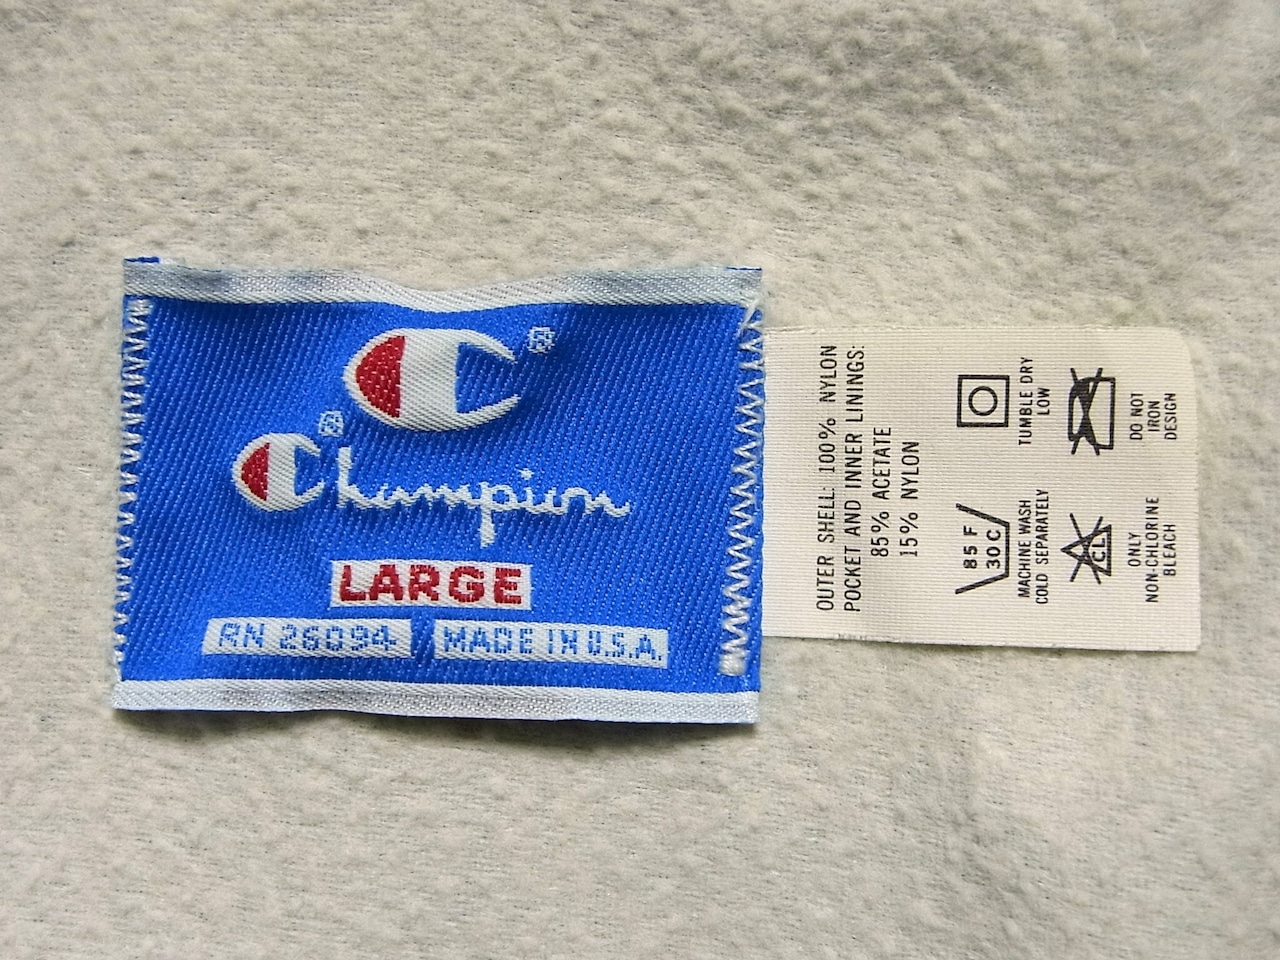 ®
Champion®
LARGE
RN 26094 MADE IN U.S.A.
OUTER SHELL: 100% NYLON
POCKET AND INNER LININGS:
85% ACETATE
15% NYLON
85 F
30 C
MACHINE WASH
COLD SEPARATELY
TUMBLE DRY
LOW
CL
ONLY
NON-CHLORINE
BLEACH
DO NOT
IRON
DESIGN